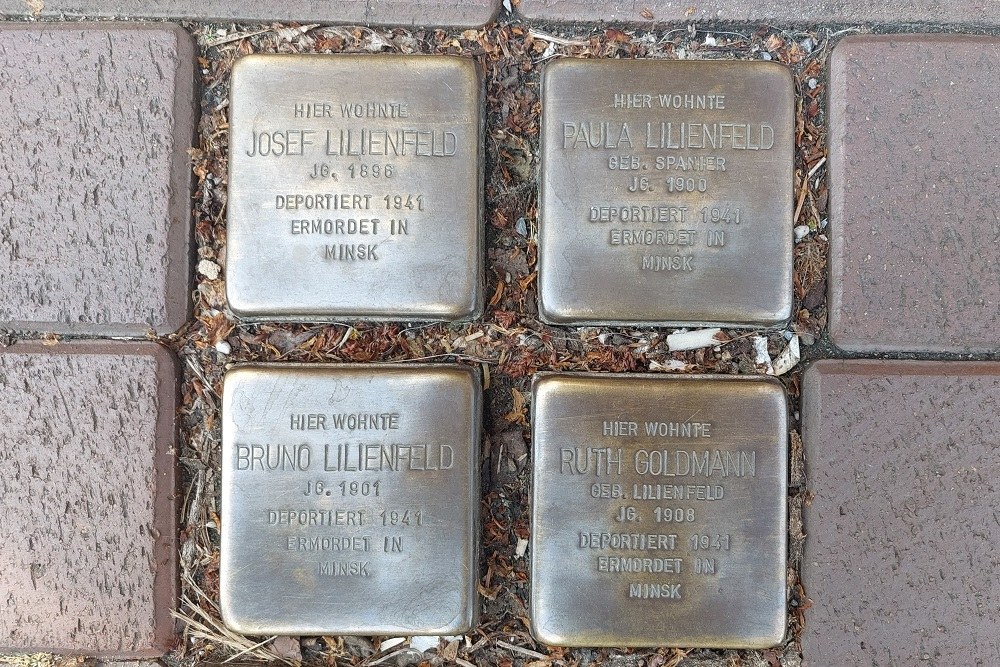 HIER WOHNTE
JOSEF LILIENFELD
JG. 1896
DEPORTIERT 1941
ERMORDET IN
MINSK
HIER WOHNTE
PAULA LILIENFELD
GEB. SPANIER
JG. 1900
DEPORTIERT 1941
ERMORDET IN
MINSK
HIER WOHNTE
BRUNO LILIENFELD
JG. 1901
DEPORTIERT 1941
ERMORDET IN
MINSK
HIER WOHNTE
RUTH GOLDMANN
GEB. LILIENFELD
JG. 1908
DEPORTIERT 1941
ERMORDET IN
MINSK